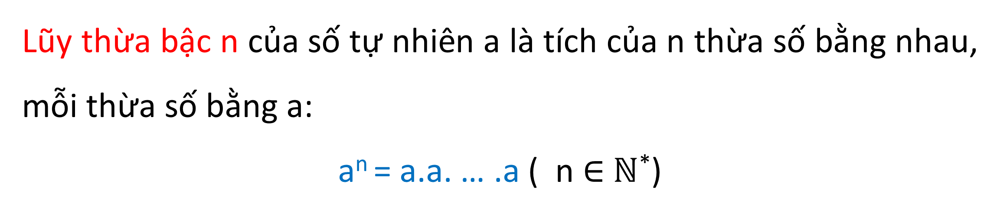 Lũy thừa bậc n của số tự nhiên a là tích của n thừa số bằng nhau,
mỗi thừa số bằng a:
aⁿ = a.a. ... .a ( n ∈ ℕ*)